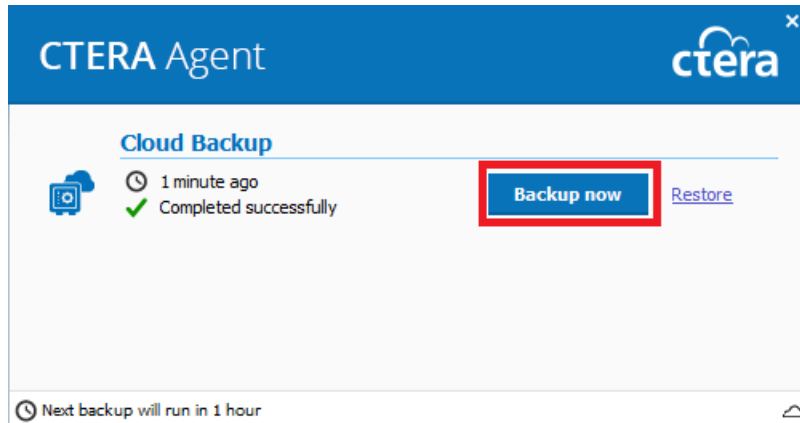 CTERA Agent
ctera
Cloud Backup
1 minute ago
Completed successfully
Backup now
Restore
Next backup will run in 1 hour